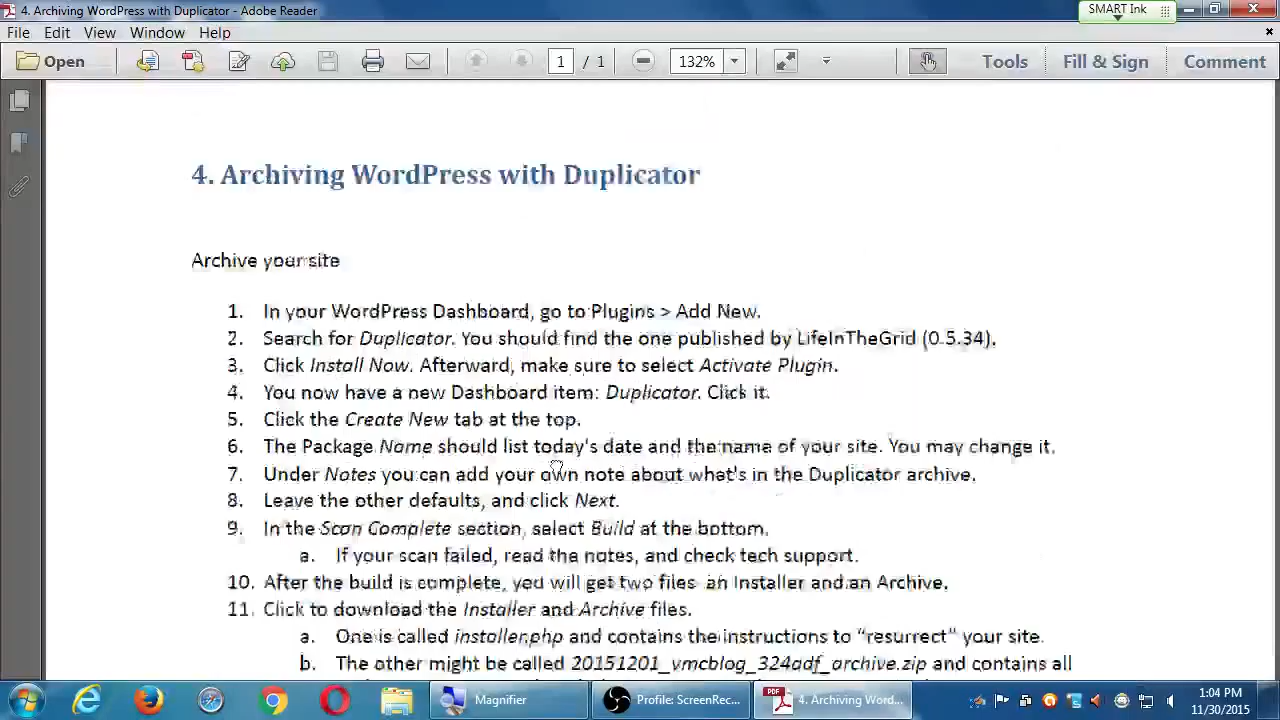 4. Archiving WordPress with Duplicator - Adobe Reader
SMART Ink
File Edit View Window Help
Open 1 / 1 132% Tools Fill & Sign Comment
4. Archiving WordPress with Duplicator
Archive your site
1. In your WordPress Dashboard, go to Plugins > Add New.
2. Search for Duplicator. You should find the one published by LifeInTheGrid (0.5.34).
3. Click Install Now. Afterward, make sure to select Activate Plugin.
4. You now have a new Dashboard item: Duplicator. Click it.
5. Click the Create New tab at the top.
6. The Package Name should list today's date and the name of your site. You may change it.
7. Under Notes you can add your own note about what's in the Duplicator archive.
8. Leave the other defaults, and click Next.
9. In the Scan Complete section, select Build at the bottom.
a. If your scan failed, read the notes, and check tech support.
10. After the build is complete, you will get two files an Installer and an Archive.
11. Click to download the Installer and Archive files.
a. One is called installer.php and contains the instructions to "resurrect" your site.
b. The other might be called 20151201_vmcblog_324adf_archive.zip and contains all
Magnifier
Profile: ScreenRec...
PDF
4. Archiving Word...
1:04 PM
11/30/2015